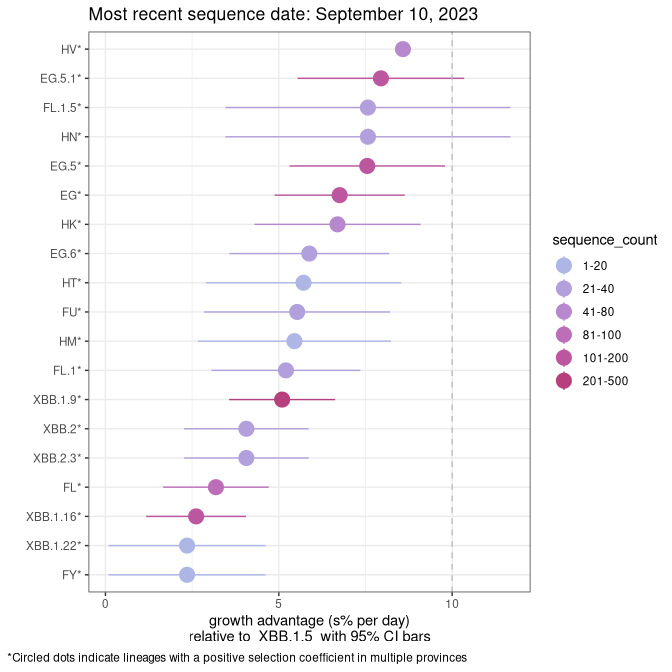 Most recent sequence date: September 10, 2023
HV*
EG.5.1*
FL.1.5*
HN*
EG.5*
EG*
HK*
EG.6*
HT*
FU*
HM*
FL.1*
XBB.1.9*
XBB.2*
XBB.2.3*
FL*
XBB.1.16*
XBB.1.22*
FY*
0 5 10
growth advantage (s% per day)
relative to XBB.1.5 with 95% CI bars
sequence_count
1-20
21-40
41-80
81-100
101-200
201-500
*Circled dots indicate lineages with a positive selection coefficient in multiple provinces